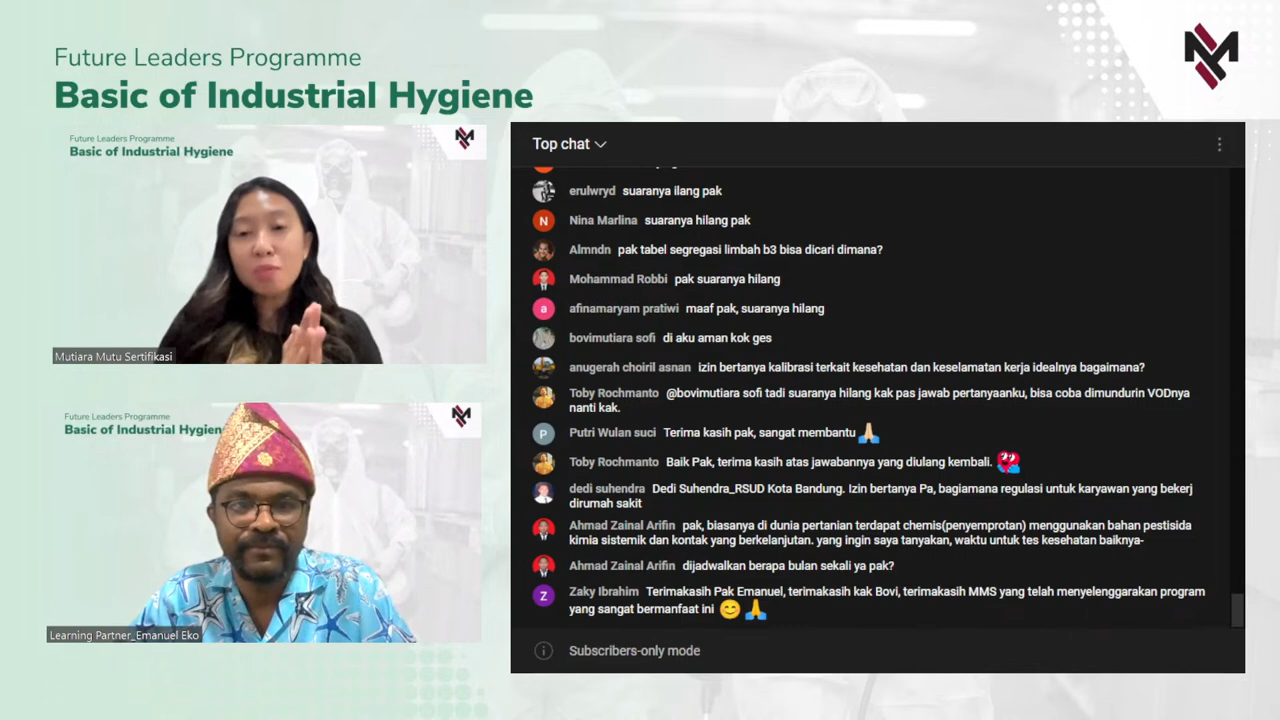 Future Leaders Programme
Basic of Industrial Hygiene
Future Leaders Programme
Basic of Industrial Hygiene
Mutiara Mutu Sertifikasi
Future Leaders Programme
Basic of Industrial Hygien
Learning Partner_Emanuel Eko
Top chat
erulwryd suaranya ilang pak
N Nina Marlina suaranya hilang pak
Almndn pak tabel segregasi limbah b3 bisa dicari dimana?
Mohammad Robbi pak suaranya hilang
a afinamaryam pratiwi maaf pak, suaranya hilang
bovimutiara sofi di aku aman kok ges
anugerah choiril asnan izin bertanya kalibrasi terkait kesehatan dan keselamatan kerja idealnya bagaimana?
Toby Rochmanto @bovimutiara sofi tadi suaranya hilang kak pas jawab pertanyaanku, bisa coba dimundurin VODnya
nanti kak.
P Putri Wulan suci Terima kasih pak, sangat membantu 🙏
Toby Rochmanto Baik Pak, terima kasih atas jawabannya yang diulang kembali.
dedi suhendra Dedi Suhendra_RSUD Kota Bandung. Izin bertanya Pa, bagiamana regulasi untuk karyawan yang bekerj
dirumah sakit
Ahmad Zainal Arifin pak, biasanya di dunia pertanian terdapat chemis(penyemprotan) menggunakan bahan pestisida
kimia sistemik dan kontak yang berkelanjutan. yang ingin saya tanyakan, waktu untuk tes kesehatan baiknya-
Ahmad Zainal Arifin dijadwalkan berapa bulan sekali ya pak?
Z Zaky Ibrahim Terimakasih Pak Emanuel, terimakasih kak Bovi, terimakasih MMS yang telah menyelenggarakan program
yang sangat bermanfaat ini 😊 🙏
Subscribers-only mode